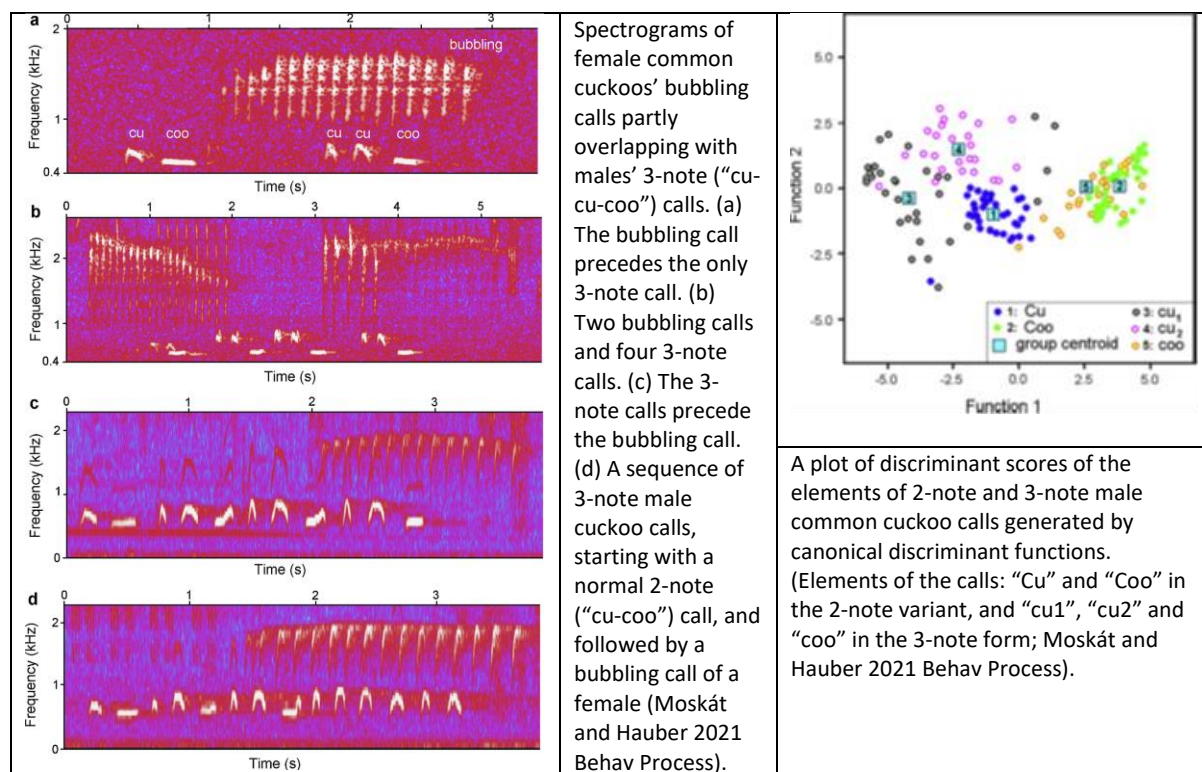 a
0
1
2
3
2
bubbling
1
cu
coo
cu
cu
coo
0.4
Frequency (kHz)
Time (s)
b
0
1
2
3
4
5
2
1
0.4
Frequency (kHz)
Time (s)
c
0
1
2
3
2
1
0
Frequency (kHz)
Time (s)
d
0
1
2
3
2
1
0
Frequency (kHz)
Time (s)
Spectrograms of
female common
cuckoos’ bubbling
calls partly
overlapping with
males’ 3-note (“cu-
cu-coo”) calls. (a)
The bubbling call
precedes the only
3-note call. (b)
Two bubbling calls
and four 3-note
calls. (c) The 3-
note calls precede
the bubbling call.
(d) A sequence of
3-note male
cuckoo calls,
starting with a
normal 2-note
(“cu-coo”) call, and
followed by a
bubbling call of a
female (Moskát
and Hauber 2021
Behav Process).
5.0
2.5
0.0
-2.5
-5.0
Function 2
4
3
1
5
2
1: Cu
3: cu1
2: Coo
4: cu2
group centroid
5: coo
-5.0
-2.5
0.0
2.5
5.0
Function 1
A plot of discriminant scores of the
elements of 2-note and 3-note male
common cuckoo calls generated by
canonical discriminant functions.
(Elements of the calls: “Cu” and “Coo” in
the 2-note variant, and “cu1”, “cu2” and
“coo” in the 3-note form; Moskát and
Hauber 2021 Behav Process).